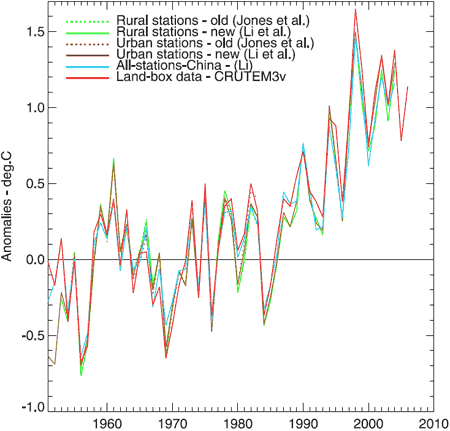 Rural stations - old (Jones et al.)
Rural stations - new (Li et al.)
Urban stations - old (Jones et al.)
Urban stations - new (Li et al.)
All-stations-China - (Li)
Land-box data - CRUTEM3v
Anomalies - deg.C
1.5
1.0
0.5
0.0
-0.5
-1.0
1960 1970 1980 1990 2000 2010